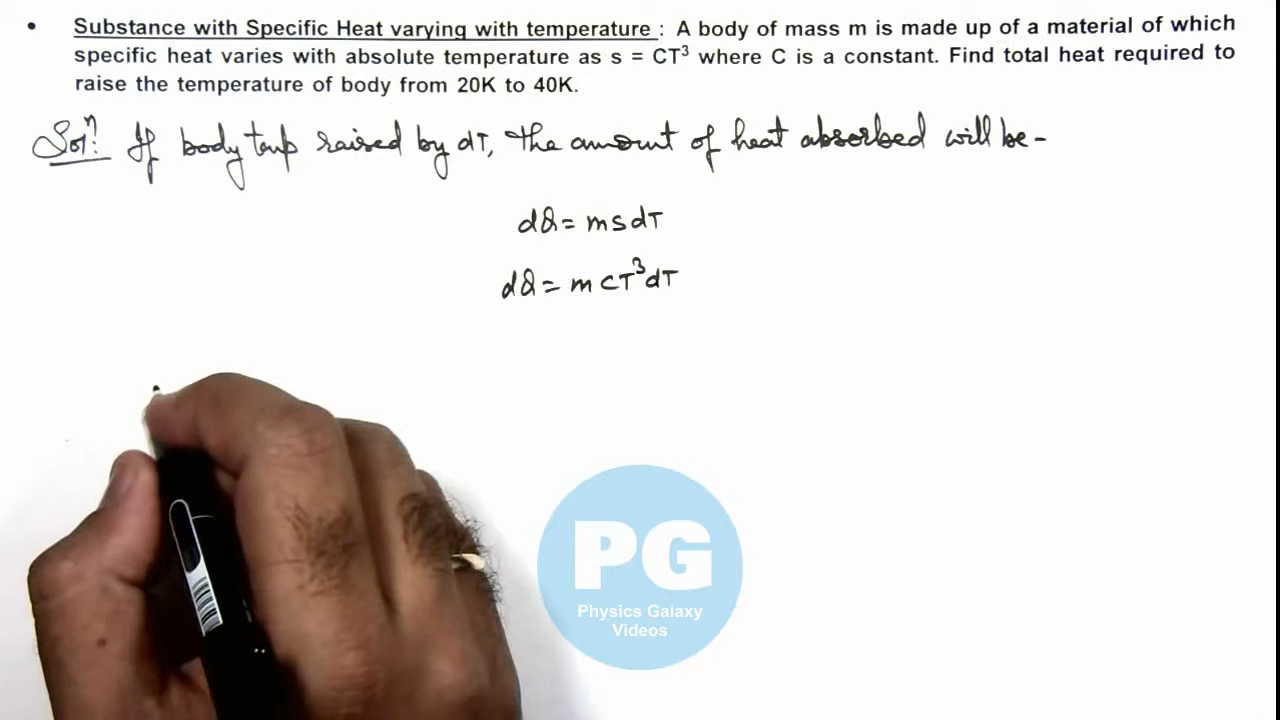 • Substance with Specific Heat varying with temperature : A body of mass m is made up of a material of which
specific heat varies with absolute temperature as s = CT³ where C is a constant. Find total heat required to
raise the temperature of body from 20K to 40K.
Solⁿ: If body temp raised by dT, the amount of heat absorbed will be-
dQ = msdT
dQ = mCT³dT
PG
Physics Galaxy
Videos